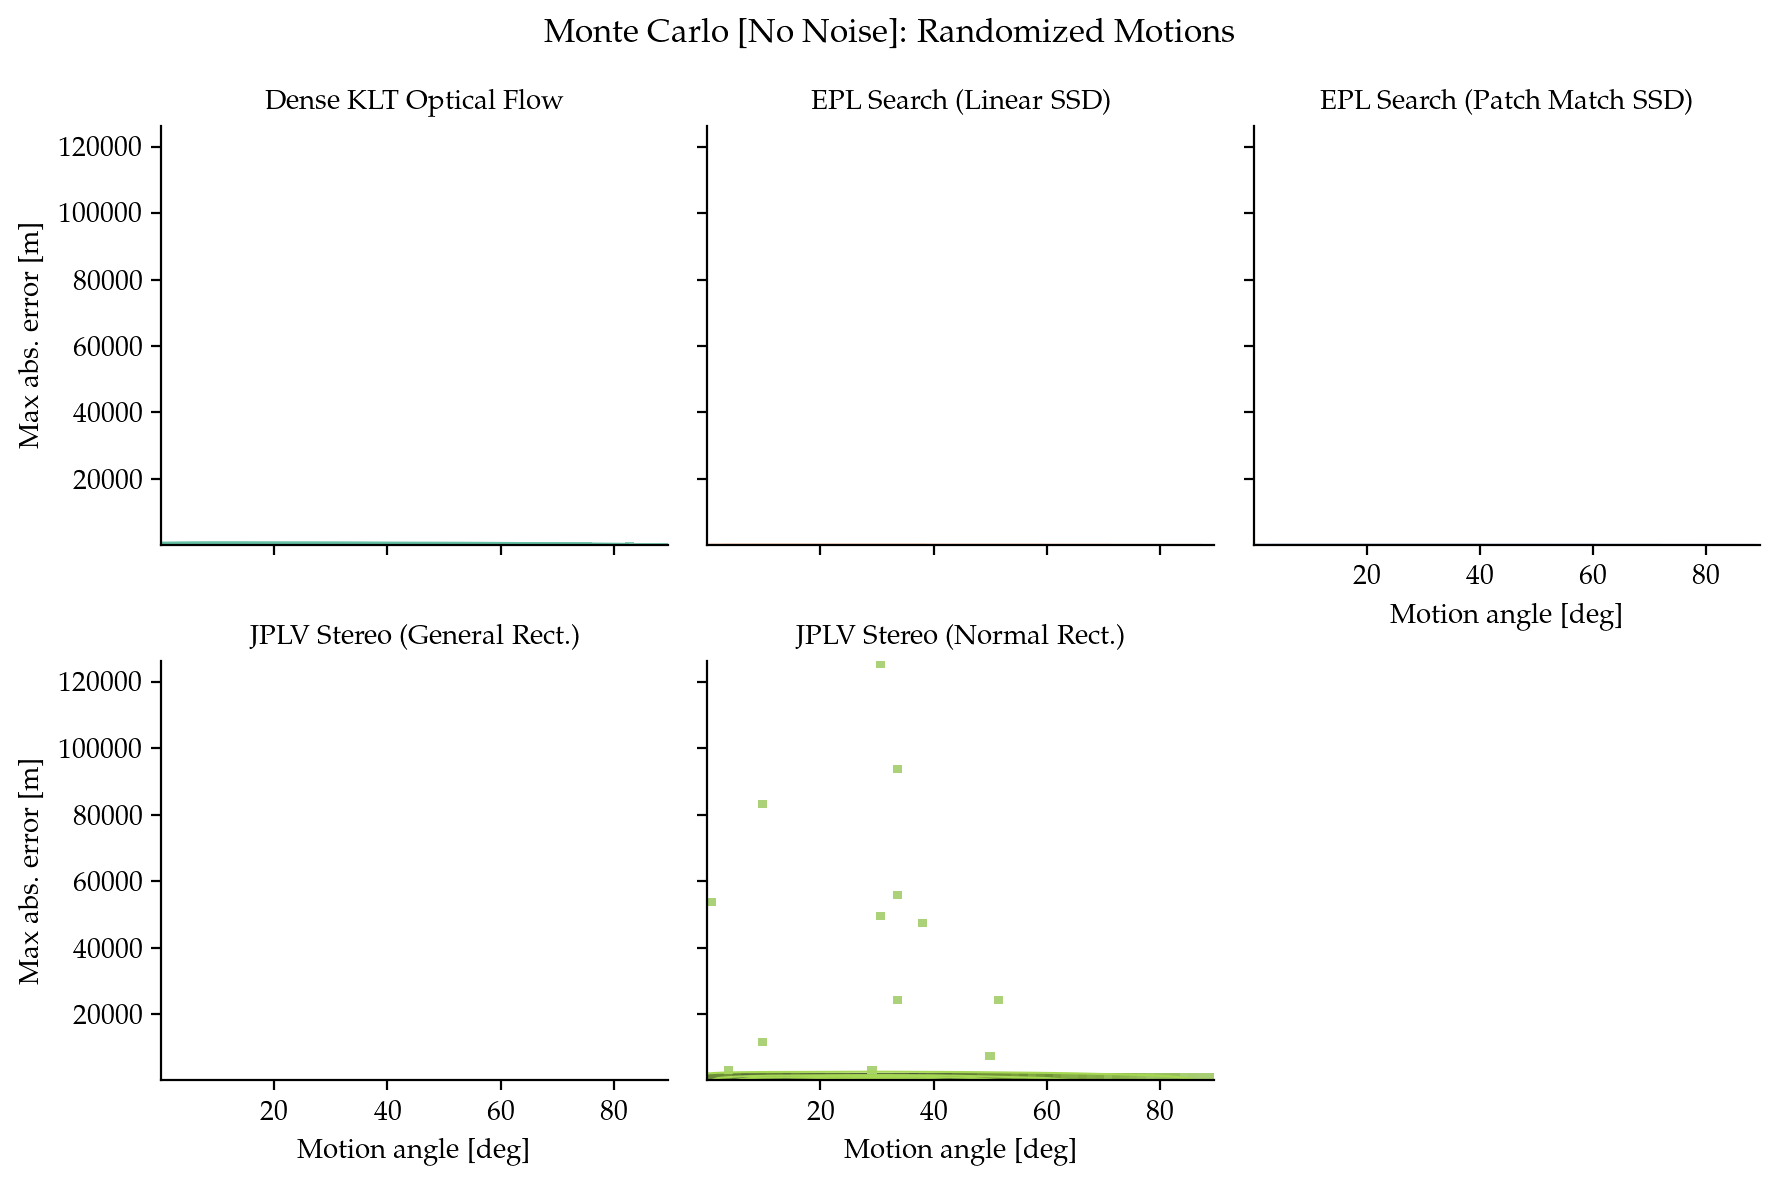 Monte Carlo [No Noise]: Randomized Motions
Dense KLT Optical Flow
EPL Search (Linear SSD)
EPL Search (Patch Match SSD)
120000
100000
80000
60000
40000
20000
Max abs. error [m]
20 40 60 80
Motion angle [deg]
JPLV Stereo (General Rect.)
JPLV Stereo (Normal Rect.)
120000
100000
80000
60000
40000
20000
Max abs. error [m]
20 40 60 80
20 40 60 80
Motion angle [deg]
Motion angle [deg]